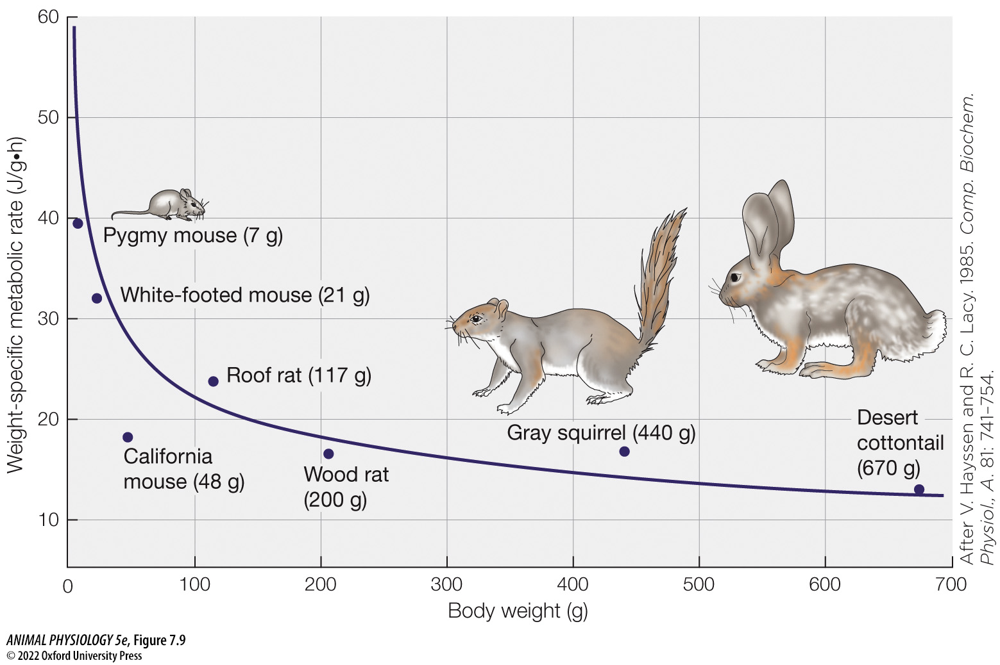 60
50
40
30
20
10
Weight-specific metabolic rate (J/g•h)
Pygmy mouse (7 g)
White-footed mouse (21 g)
Roof rat (117 g)
California
mouse (48 g)
Wood rat
(200 g)
Gray squirrel (440 g)
Desert
cottontail
(670 g)
0 100 200 300 400 500 600 700
Body weight (g)
After V. Hayssen and R. C. Lacy. 1985. Comp. Biochem.
Physiol., A. 81: 741–754.
ANIMAL PHYSIOLOGY 5e, Figure 7.9
© 2022 Oxford University Press